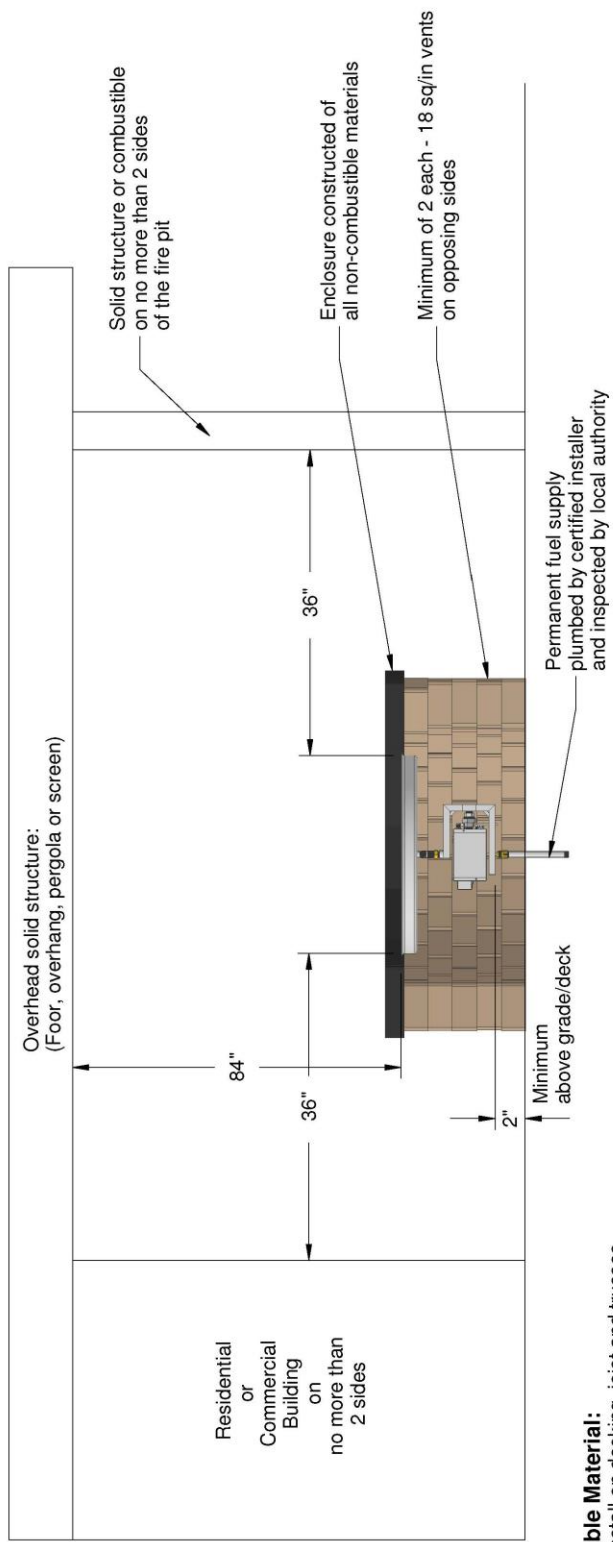 Overhead solid structure:
(Foor, overhang, pergola or screen)
Solid structure or combustible
on no more than 2 sides
of the fire pit
Residential
or
Commercial
Building
on
no more than
2 sides
84"
36"
36"
Enclosure constructed of
all non-combustible materials
Minimum of 2 each - 18 sq/in vents
on opposing sides
2"
Minimum
above grade/deck
Permanent fuel supply
plumbed by certified installer
and inspected by local authority
ble Material: